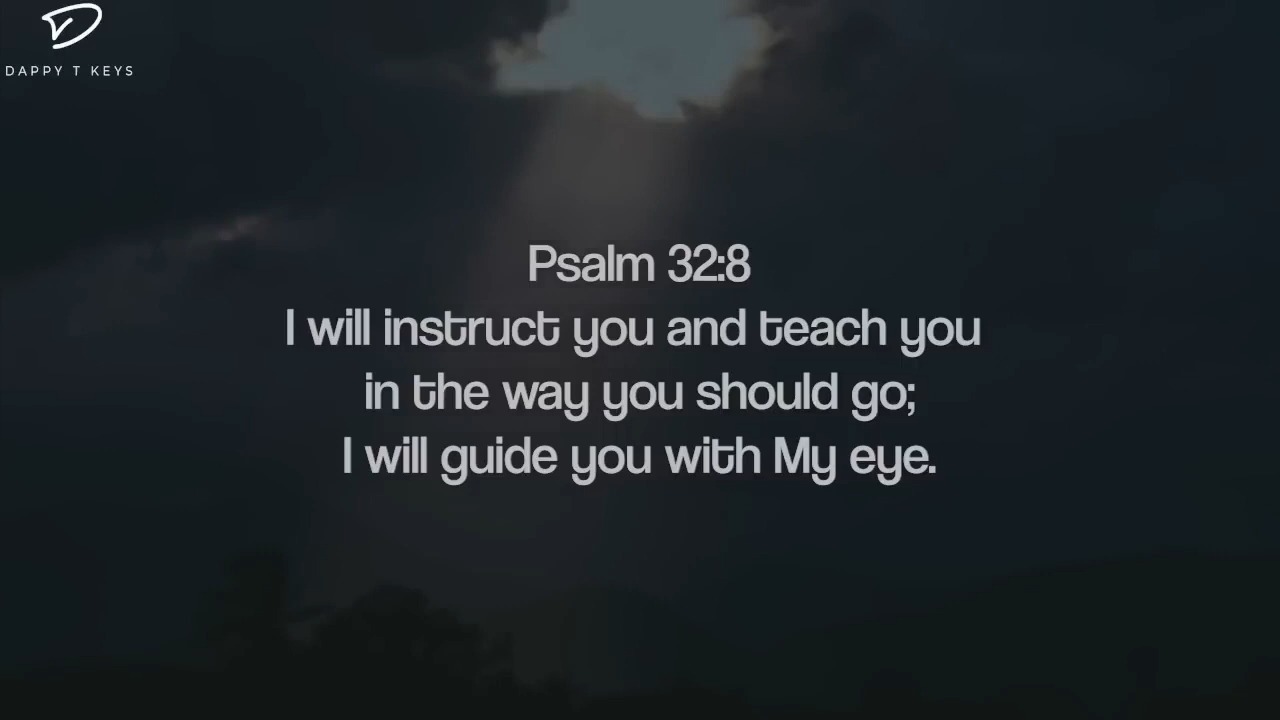 DAPPY T KEYS
Psalm 32:8
I will instruct you and teach you
in the way you should go;
I will guide you with My eye.